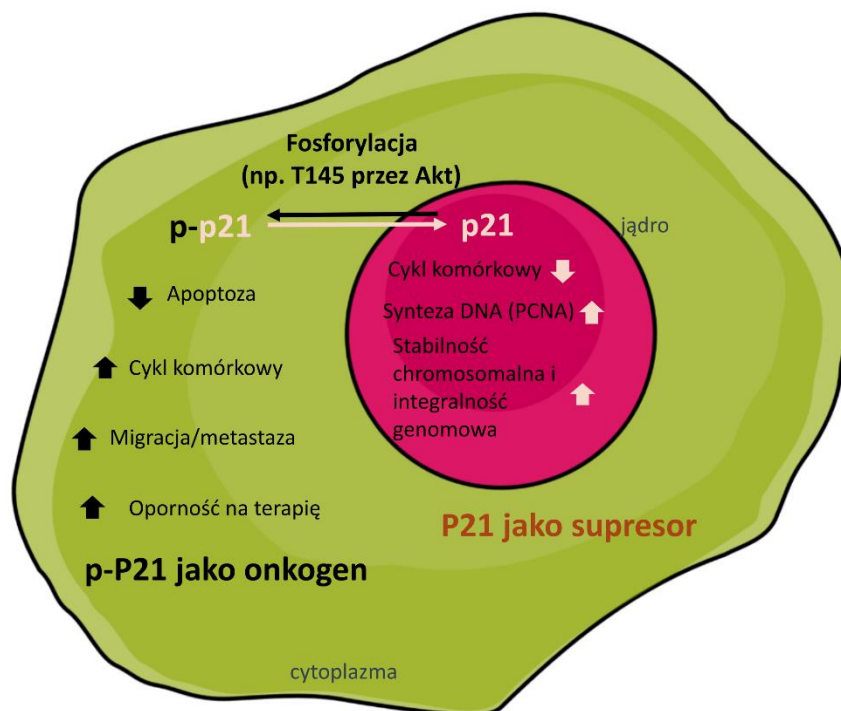 Fosforylacja
(np. T145 przez Akt)
p-p21
p21
jądro
Cykl komórkowy
Synteza DNA (PCNA)
Stabilność
chromosomalna i
integralność
genomowa
Apoptoza
Cykl komórkowy
Migracja/metastaza
Oporność na terapię
P21 jako supresor
p-P21 jako onkogen
cytoplazma